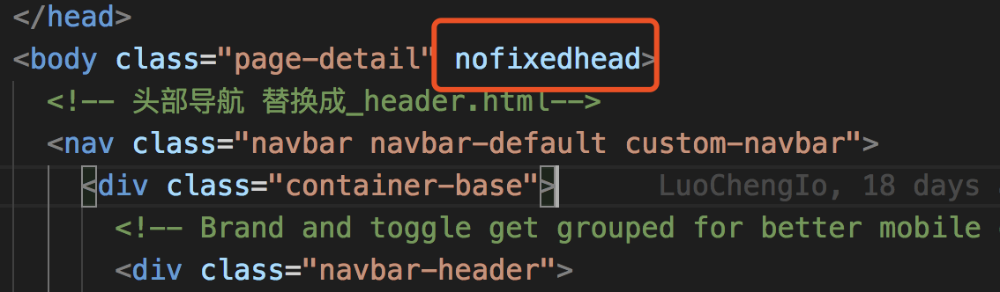 </head>
<body class="page-detail" nofixedhead>
<!-- 头部导航 替换成_header.html-->
<nav class="navbar navbar-default custom-navbar">
<div class="container-base"> LuoChengIo, 18 days
<!-- Brand and toggle get grouped for better mobile
<div class="navbar-header">